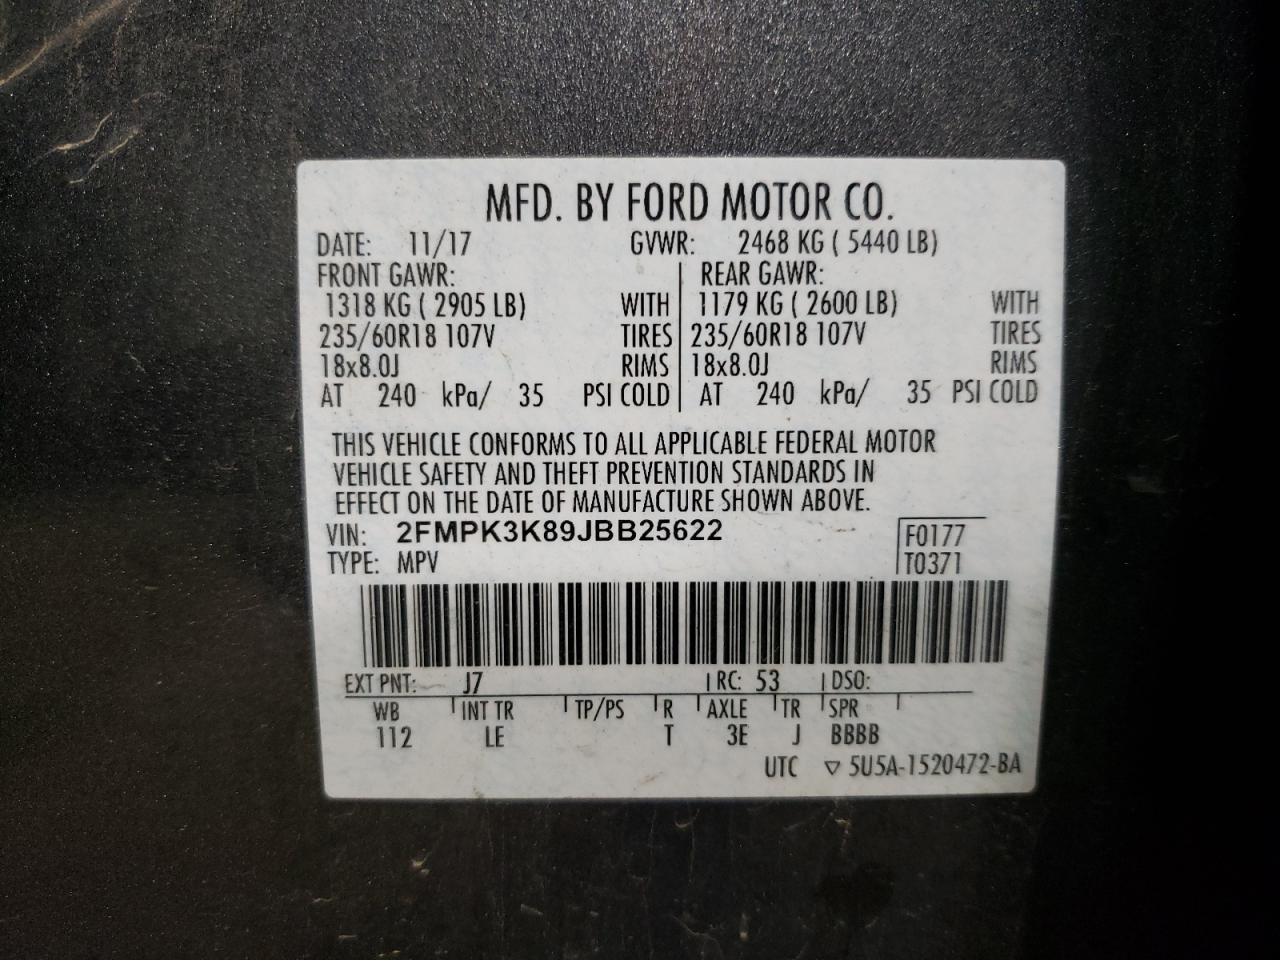 MFD. BY FORD MOTOR CO.
DATE: 11/17 GVWR: 2468 KG ( 5440 LB)
FRONT GAWR: REAR GAWR:
1318 KG ( 2905 LB) WITH 1179 KG ( 2600 LB) WITH
235/60R18 107V TIRES 235/60R18 107V TIRES
18x8.0J RIMS 18x8.0J RIMS
AT 240 kPa/ 35 PSI COLD AT 240 kPa/ 35 PSI COLD
THIS VEHICLE CONFORMS TO ALL APPLICABLE FEDERAL MOTOR
VEHICLE SAFETY AND THEFT PREVENTION STANDARDS IN
EFFECT ON THE DATE OF MANUFACTURE SHOWN ABOVE.
VIN: 2FMPK3K89JBB25622 F0177
TYPE: MPV T0371
EXT PNT: J7 RC: 53 DSO:
WB INT TR TP/PS R AXLE TR SPR
112 LE T 3E J BBBB
UTC ▽ 5U5A-1520472-BA